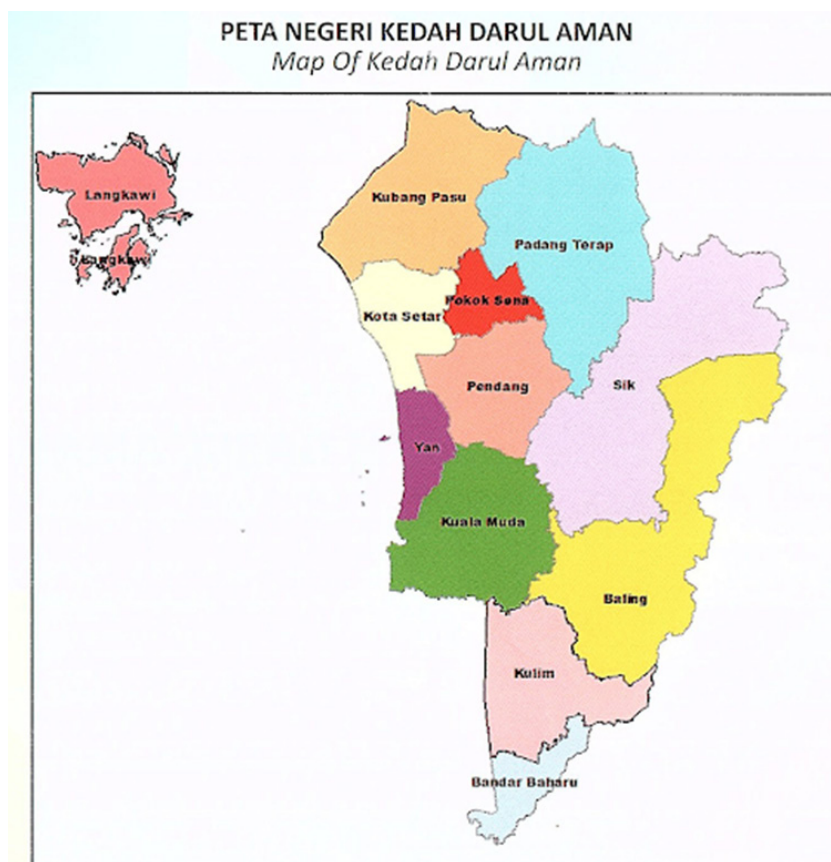 PETA NEGERI KEDAH DARUL AMAN
Map Of Kedah Darul Aman
Langkawi
Langkawi
Kubang Pasu
Padang Terap
Pokok Sena
Kota Setar
Pendang
Sik
Yan
Kuala Muda
Baling
Kulim
Bandar Baharu